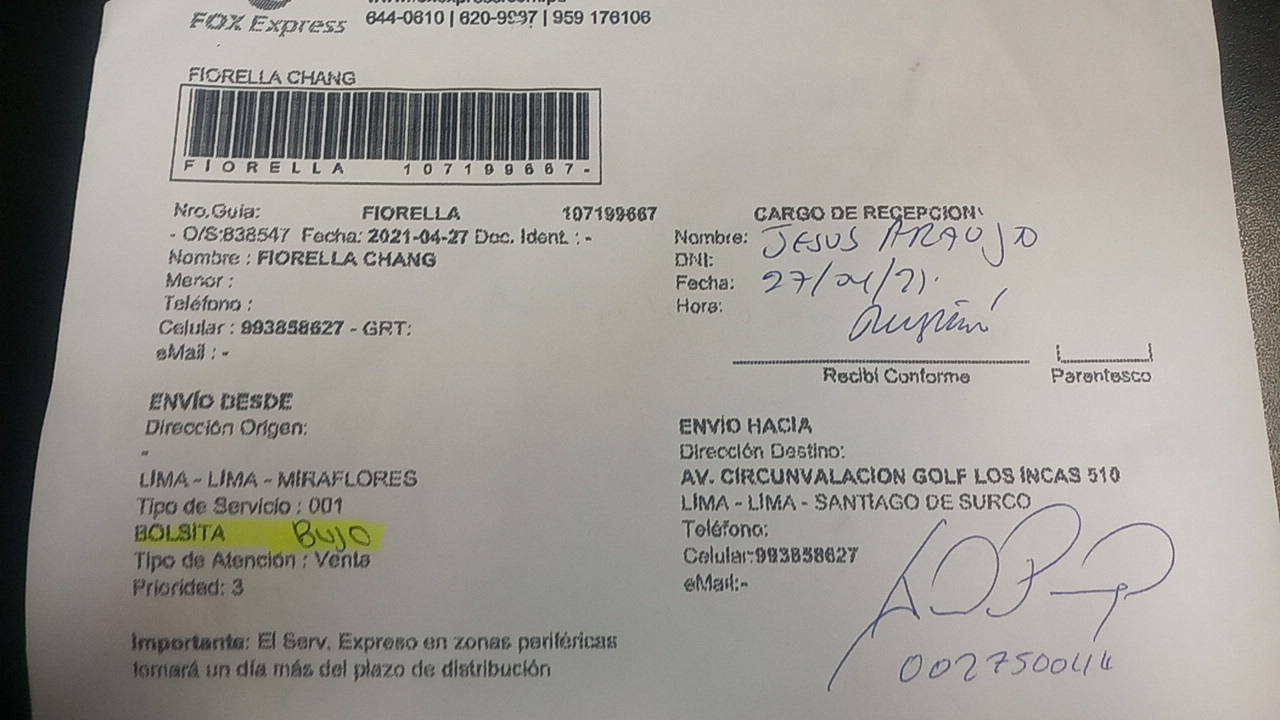 FOX Express
644-0610 | 620-9997 | 959 176106
FIORELLA CHANG
FIORELLA 107199667-
Nro.Guia: FIORELLA 107199667
- O/S:838547 Fecha: 2021-04-27 Doc. Ident. : -
Nombre : FIORELLA CHANG
Menor :
Teléfono :
Celular : 993858627 - GRT:
eMail : -
CARGO DE RECEPCION
Nombre: JESUS ARAUJO
DNI:
Fecha: 27/04/21.
Hora:
Recibí Conforme
Parentesco
ENVÍO DESDE
Dirección Origen:
LIMA - LIMA - MIRAFLORES
Tipo de Servicio : 001
BOLSITA BUJO
Tipo de Atención : Venta
Prioridad: 3
ENVÍO HACIA
Dirección Destino:
AV. CIRCUNVALACION GOLF LOS INCAS 510
LIMA - LIMA - SANTIAGO DE SURCO
Teléfono:
Celular:993858627
eMail:-
Importante: El Serv. Expreso en zonas periféricas
tomará un día más del plazo de distribución